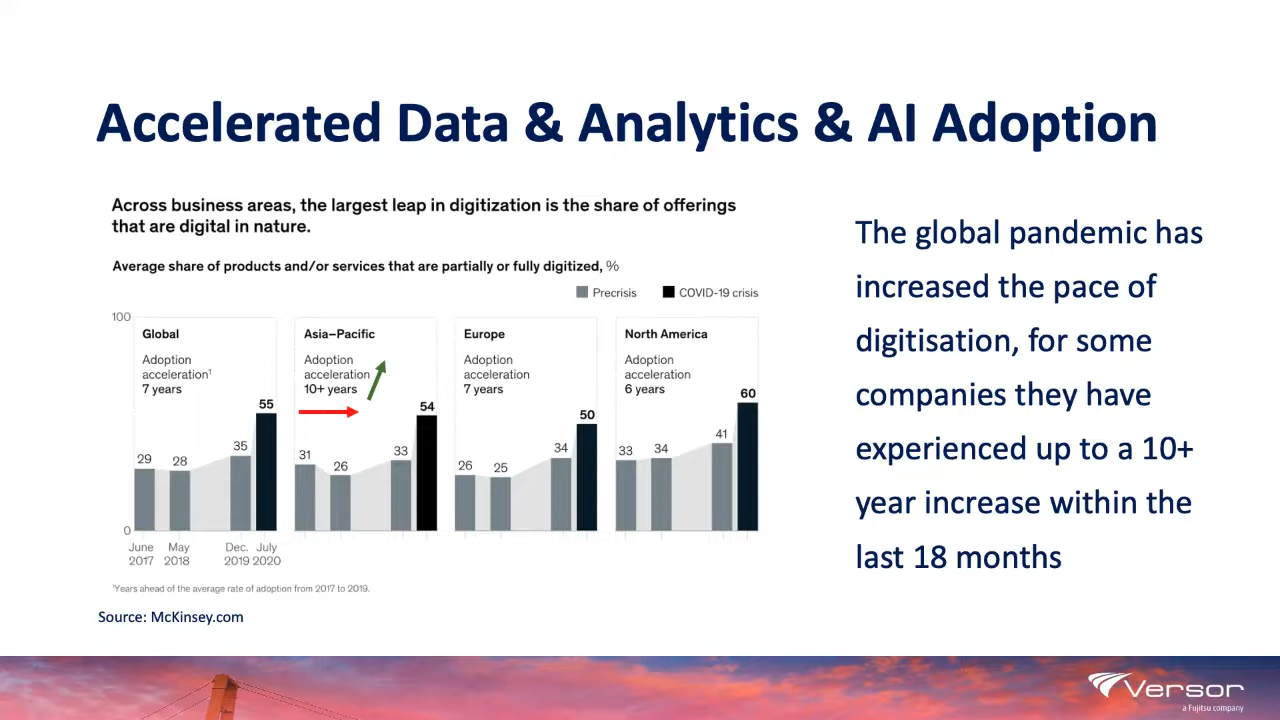 Accelerated Data & Analytics & AI Adoption
Across business areas, the largest leap in digitization is the share of offerings
that are digital in nature.
Average share of products and/or services that are partially or fully digitized, %
Precrisis
COVID-19 crisis
100
0
Global
Adoption
acceleration¹
7 years
29
28
35
55
June
2017
May
2018
Dec.
2019
July
2020
Asia–Pacific
Adoption
acceleration
10+ years
31
26
33
54
Europe
Adoption
acceleration
7 years
26
25
34
50
North America
Adoption
acceleration
6 years
33
34
41
60
¹Years ahead of the average rate of adoption from 2017 to 2019.
Source: McKinsey.com
The global pandemic has
increased the pace of
digitisation, for some
companies they have
experienced up to a 10+
year increase within the
last 18 months
Versor
a Fujitsu company